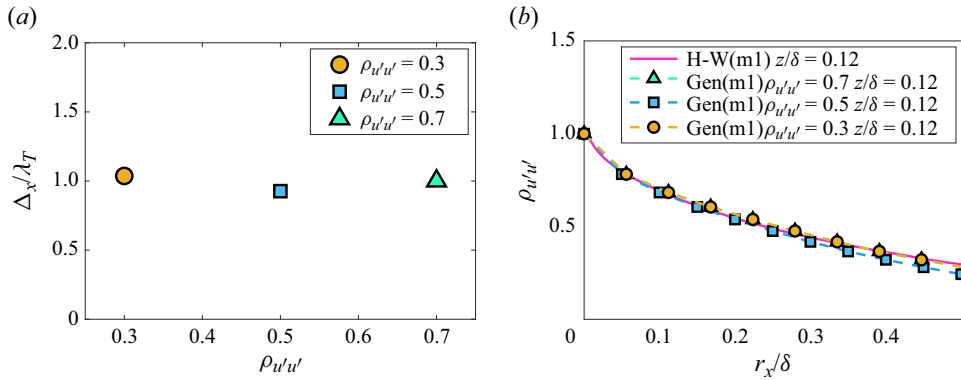 (a)
2.0
1.5
1.0
0.5
0
Δx/λT
0.3
0.4
0.5
0.6
0.7
ρu′u′
ρu′u′ = 0.3
ρu′u′ = 0.5
ρu′u′ = 0.7
(b)
1.5
1.0
0.5
0
ρu′u′
0.1
0.2
0.3
0.4
rx/δ
H-W(m1) z/δ = 0.12
Gen(m1)ρu′u′ = 0.7 z/δ = 0.12
Gen(m1)ρu′u′ = 0.5 z/δ = 0.12
Gen(m1)ρu′u′ = 0.3 z/δ = 0.12